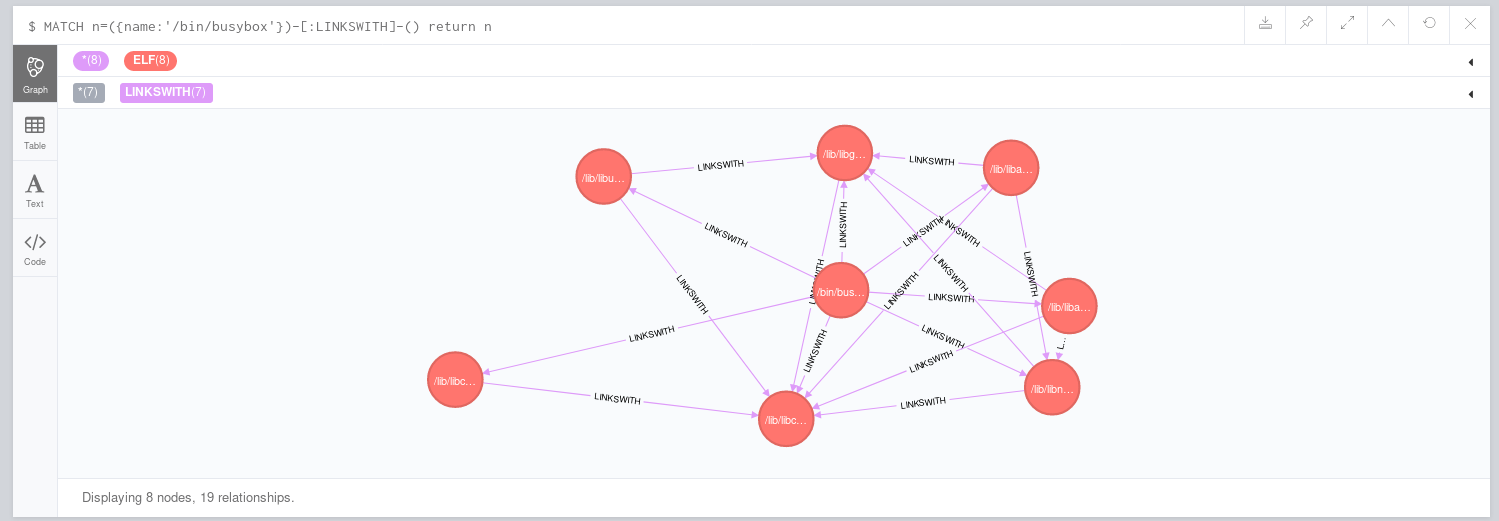 $ MATCH n=({name:'/bin/busybox'})-[:LINKSWITH]-() return n
*(8) ELF(8)
*(7) LINKSWITH(7)
Graph
Table
Text
Code
/lib/libu…
LINKSWITH
/lib/libg…
LINKSWITH
/lib/liba…
LINKSWITH
LINKSWITH
LINKSWITH
LINKSWITH
LINKSWITH
LINKSWITH
LINKSWITH
LINKSWITH
/bin/bus…
LINKSWITH
LINKSWITH
/lib/liba…
LINKSWITH
LINKSWITH
LINKSWITH
L…
LINKSWITH
/lib/libc…
LINKSWITH
/lib/libc…
LINKSWITH
/lib/libn…
Displaying 8 nodes, 19 relationships.